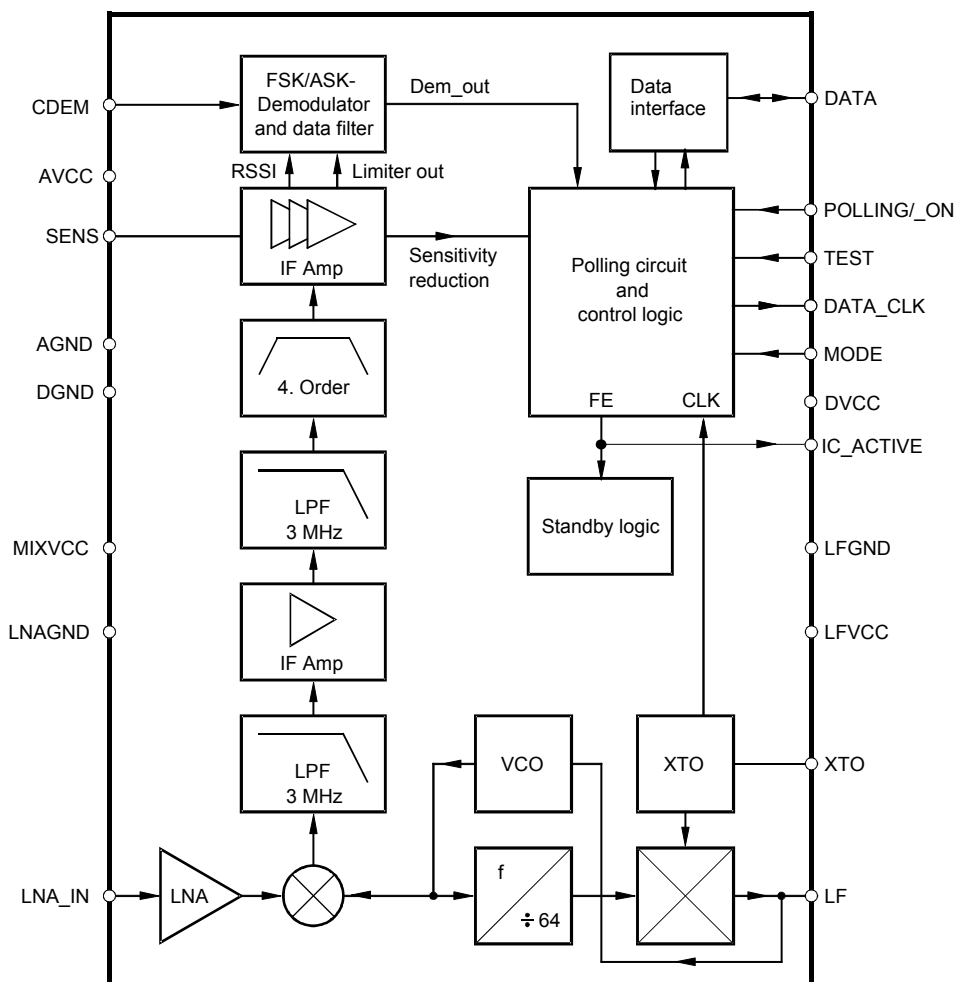 FSK/ASK-
Demodulator
and data filter
Dem_out
Data
interface
CDEM
DATA
RSSI
Limiter out
AVCC
SENS
IF Amp
Sensitivity
reduction
Polling circuit
and
control logic
POLLING/_ON
TEST
DATA_CLK
MODE
AGND
DGND
4. Order
FE
CLK
DVCC
IC_ACTIVE
LPF
3 MHz
Standby logic
MIXVCC
LFGND
LNAGND
IF Amp
LFVCC
LPF
3 MHz
VCO
XTO
XTO
LNA_IN
LNA
f
÷ 64
LF